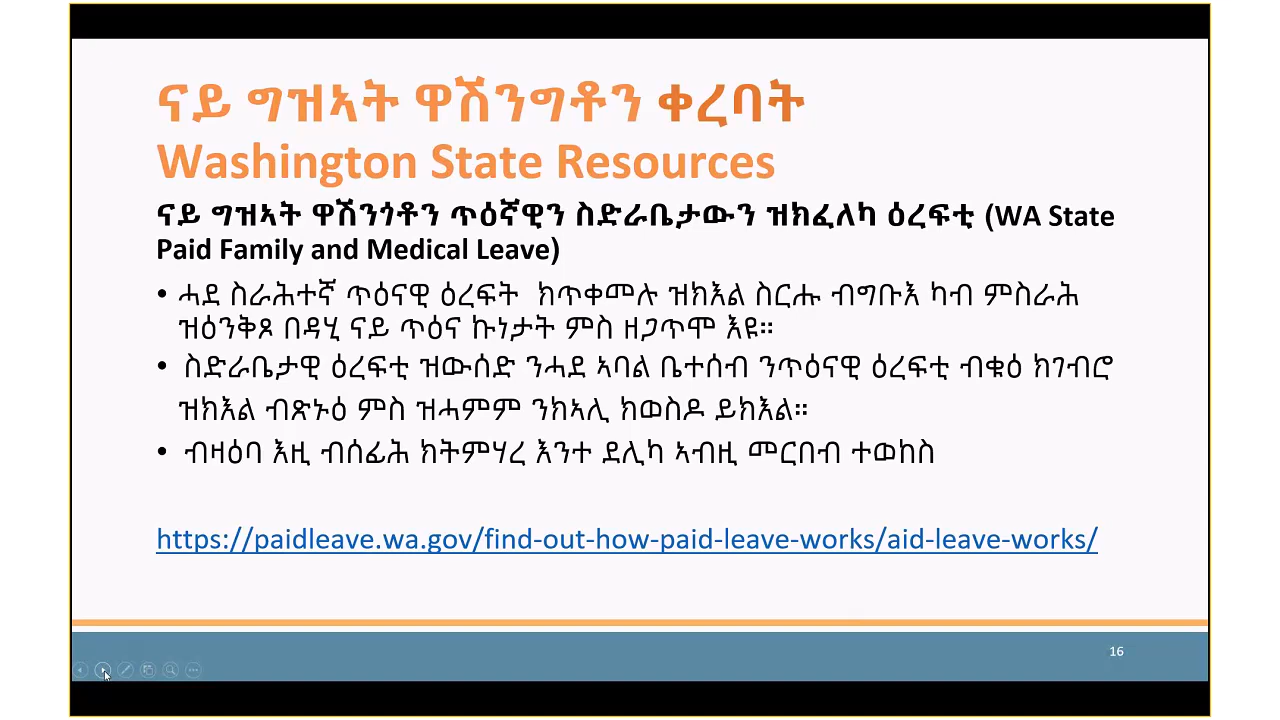 ናይ ግዝኣት ዋሽንግቶን ቀረባት
Washington State Resources
ናይ ግዝኣት ዋሽንጎቶን ጥዕኛዊን ስድራቤታውን ዝክፈለካ ዕረፍቲ (WA State
Paid Family and Medical Leave)
• ሓደ ስራሕተኛ ጥዕናዊ ዕረፍት ክጥቀመሉ ዝክእል ስርሑ ብግቡእ ካብ ምስራሕ
ዝዕንቅጾ በዳሂ ናይ ጥዕና ኩነታት ምስ ዘጋጥሞ እዩ።
• ስድራቤታዊ ዕረፍቲ ዝውሰድ ንሓደ ኣባል ቤተሰብ ንጥዕናዊ ዕረፍቲ ብቁዕ ክገብሮ
ዝክእል ብጽኑዕ ምስ ዝሓምም ንክኣሊ ክወስዶ ይክእል።
• ብዛዕባ እዚ ብሰፊሕ ክትምሃረ እንተ ደሊካ ኣብዚ መርበብ ተወከስ
https://paidleave.wa.gov/find-out-how-paid-leave-works/aid-leave-works/
16